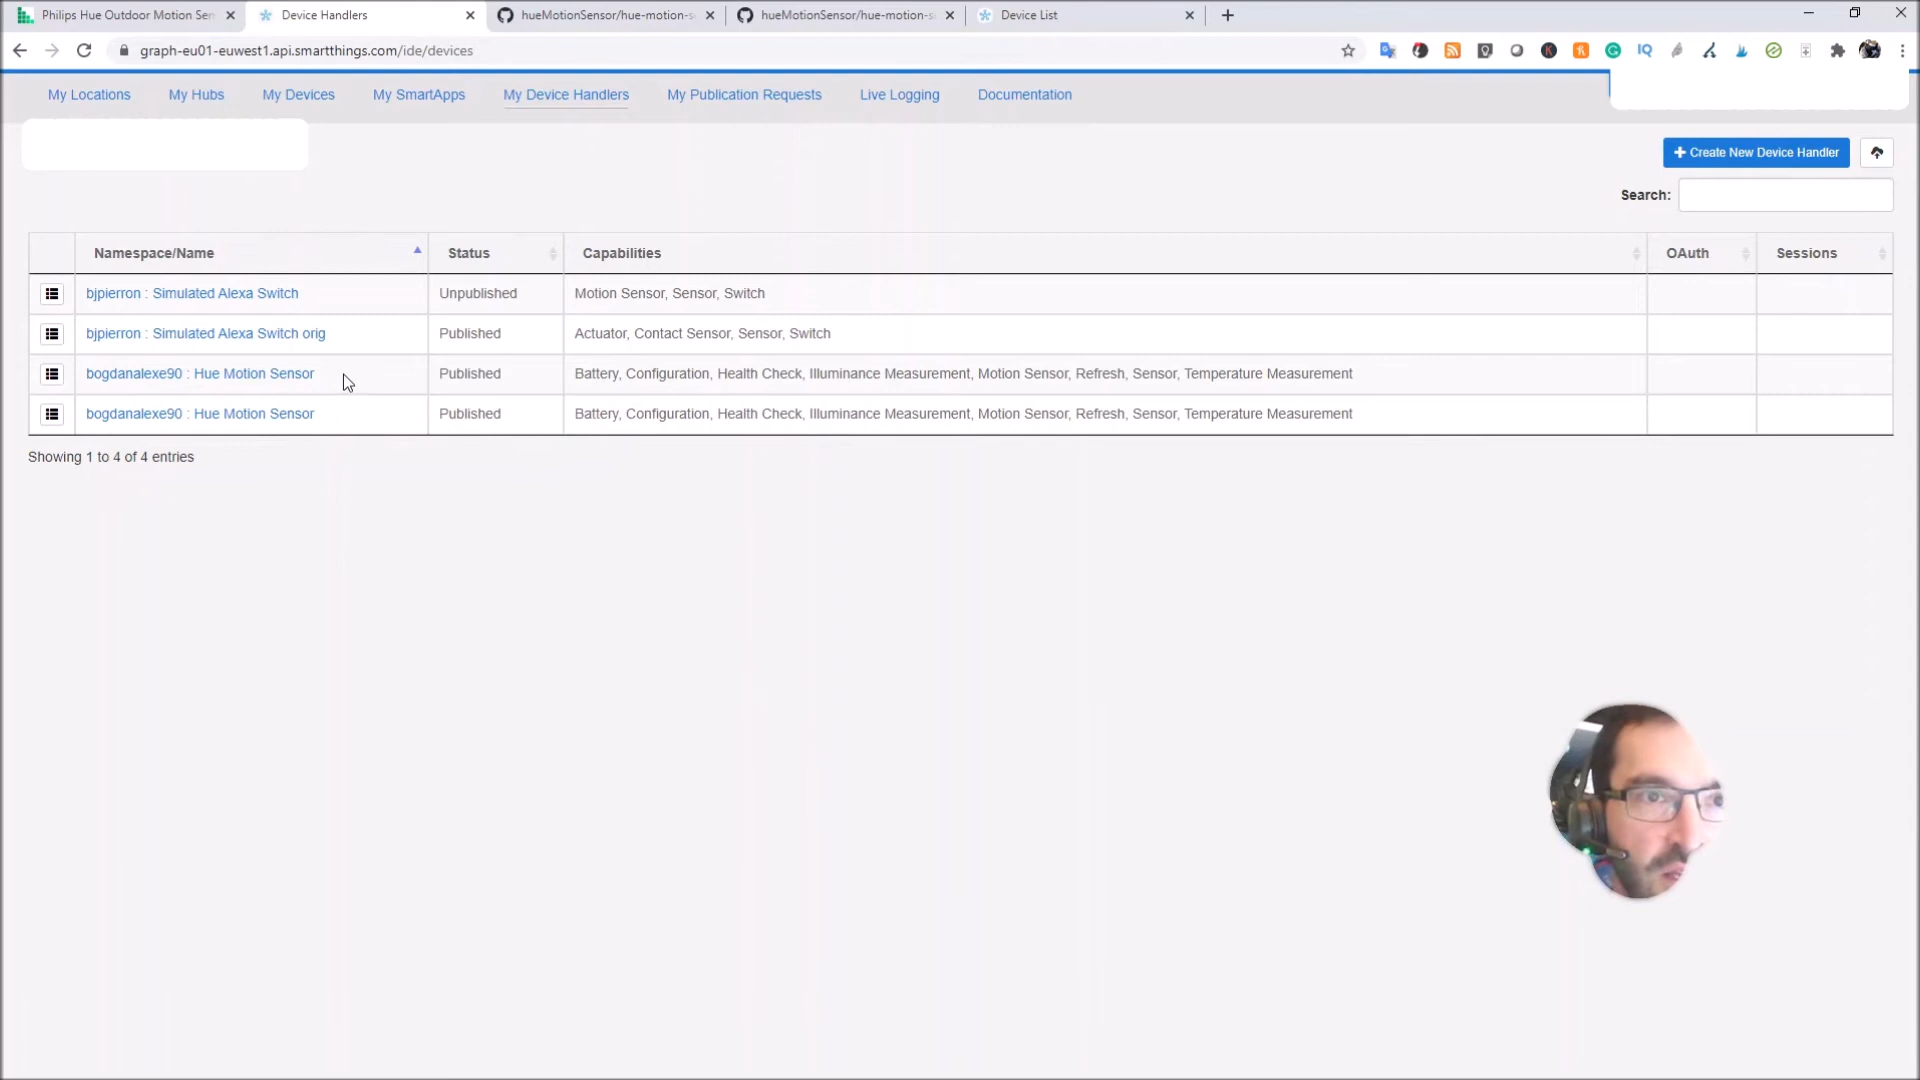 Philips Hue Outdoor Motion Sen
Device Handlers
hueMotionSensor/hue-motion-s
hueMotionSensor/hue-motion-s
Device List
graph-eu01-euwest1.api.smartthings.com/ide/devices
My Locations
My Hubs
My Devices
My SmartApps
My Device Handlers
My Publication Requests
Live Logging
Documentation
Create New Device Handler
Search:
Namespace/Name
Status
Capabilities
OAuth
Sessions
bjpierron : Simulated Alexa Switch
Unpublished
Motion Sensor, Sensor, Switch
bjpierron : Simulated Alexa Switch orig
Published
Actuator, Contact Sensor, Sensor, Switch
bogdanalexe90 : Hue Motion Sensor
Published
Battery, Configuration, Health Check, Illuminance Measurement, Motion Sensor, Refresh, Sensor, Temperature Measurement
bogdanalexe90 : Hue Motion Sensor
Published
Battery, Configuration, Health Check, Illuminance Measurement, Motion Sensor, Refresh, Sensor, Temperature Measurement
Showing 1 to 4 of 4 entries